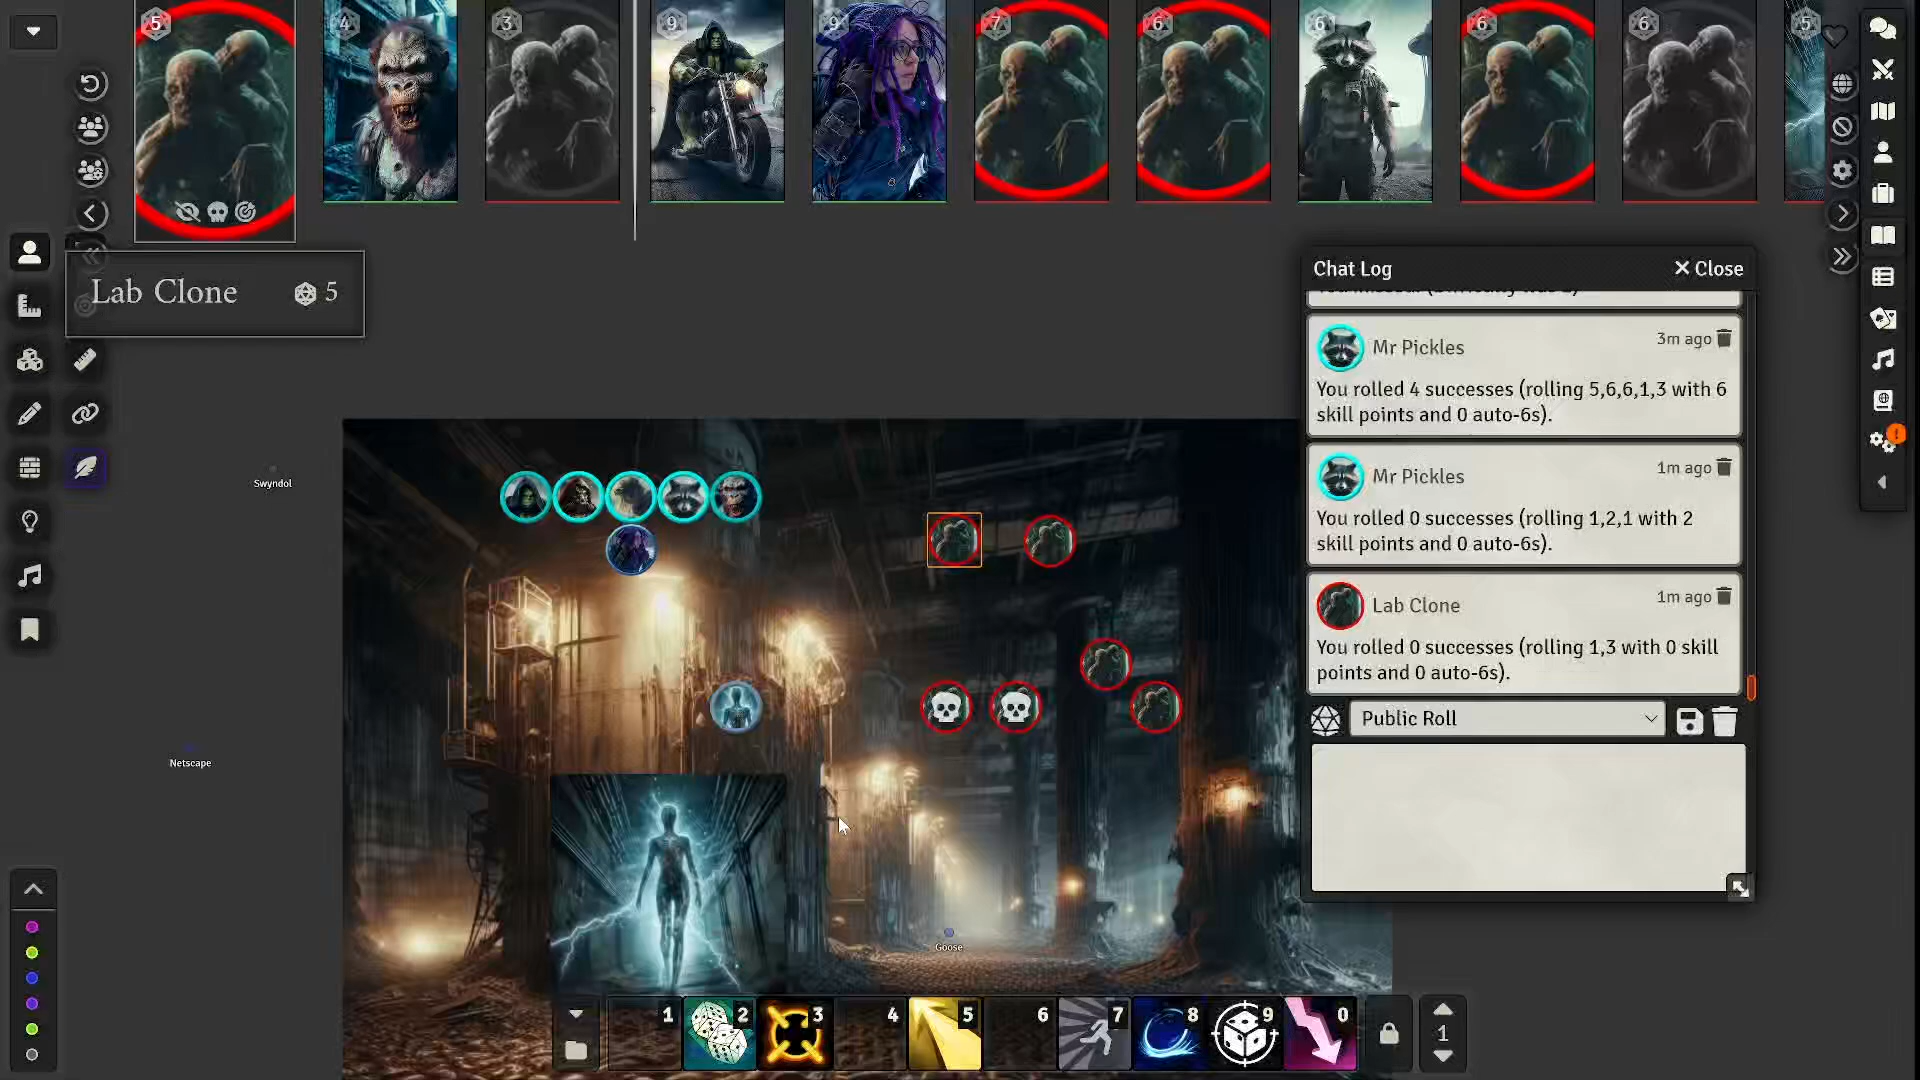 5
4
3
9
9
7
6
6
6
6
5
Lab Clone 5
Chat Log
Close
Mr Pickles
3m ago
You rolled 4 successes (rolling 5,6,6,1,3 with 6
skill points and 0 auto-6s).
Mr Pickles
1m ago
You rolled 0 successes (rolling 1,2,1 with 2
skill points and 0 auto-6s).
Lab Clone
1m ago
You rolled 0 successes (rolling 1,3 with 0 skill
points and 0 auto-6s).
Public Roll
Swyndol
Netscape
Goose
1
2
3
4
5
6
7
8
9
0
1